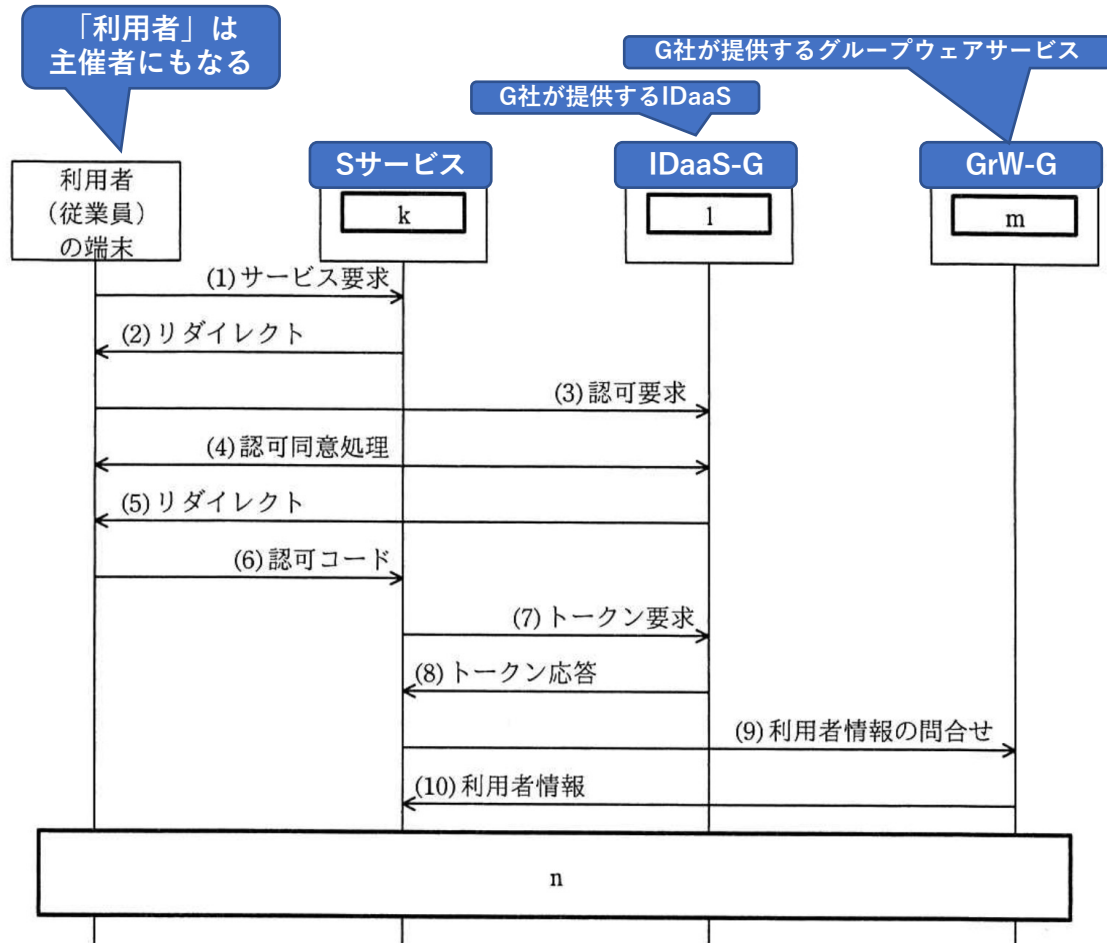 「利用者」は
主催者にもなる
G社が提供するグループウェアサービス
G社が提供するIDaaS
Sサービス
IDaaS-G
GrW-G
利用者
（従業員）
の端末
k
l
m
(1)サービス要求
(2)リダイレクト
(3)認可要求
(4)認可同意処理
(5)リダイレクト
(6)認可コード
(7)トークン要求
(8)トークン応答
(9)利用者情報の問合せ
(10)利用者情報
n